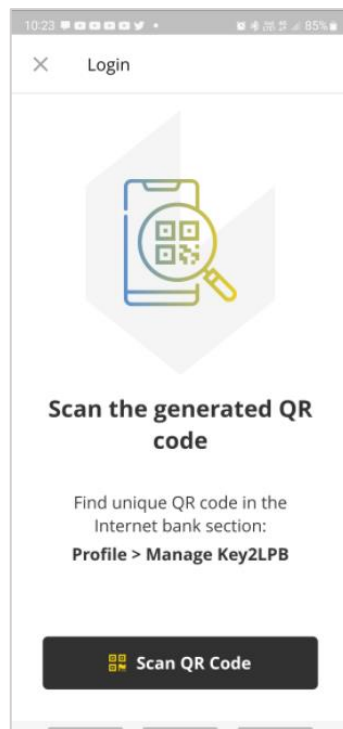 10:23
85%
Login
Scan the generated QR
code
Find unique QR code in the
Internet bank section:
Profile > Manage Key2LPB
Scan QR Code